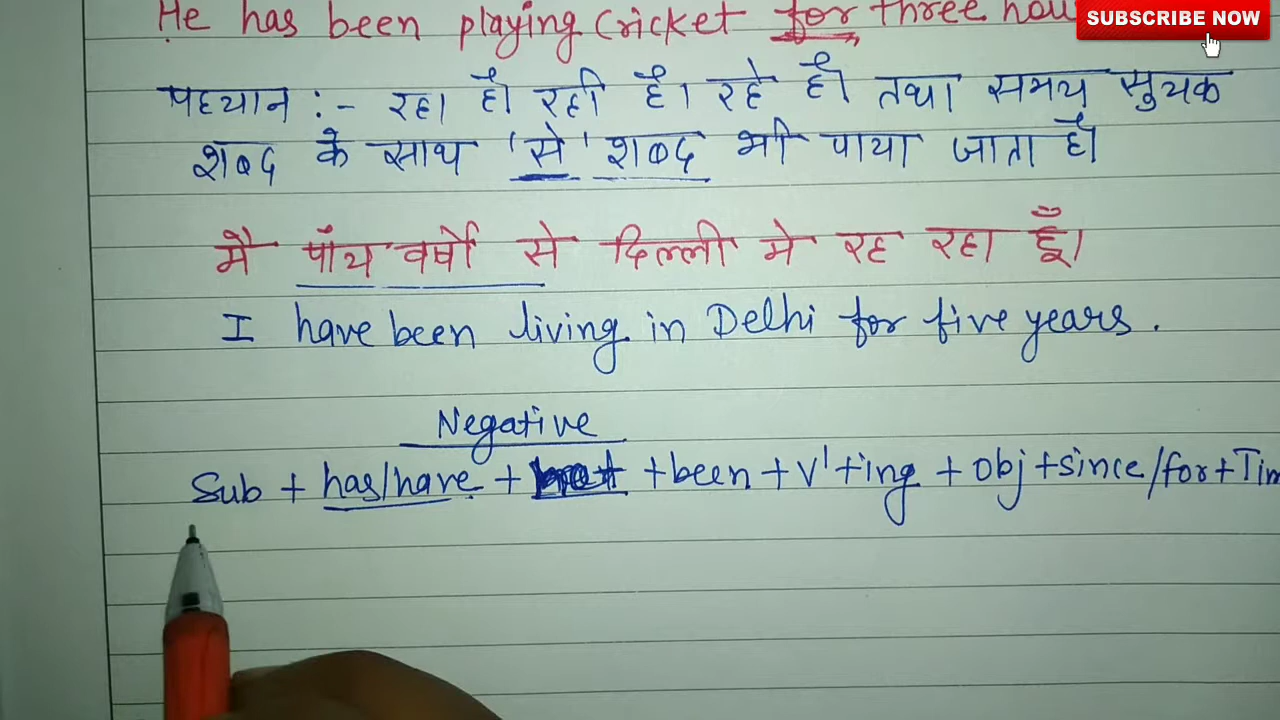 He has been playing Cricket for three hou
SUBSCRIBE NOW
पहचान :- रहा है। रही है। रहे हैं। तथा समय सुचक
शब्द के साथ 'से' शब्द भी पाया जाता है।
मै पाँच वर्षो से दिल्ली मे रह रहा हूँ।
I have been living in Delhi for five years.
Negative
Sub + has/have + not + been + V¹+ing + obj + since/for + Tim